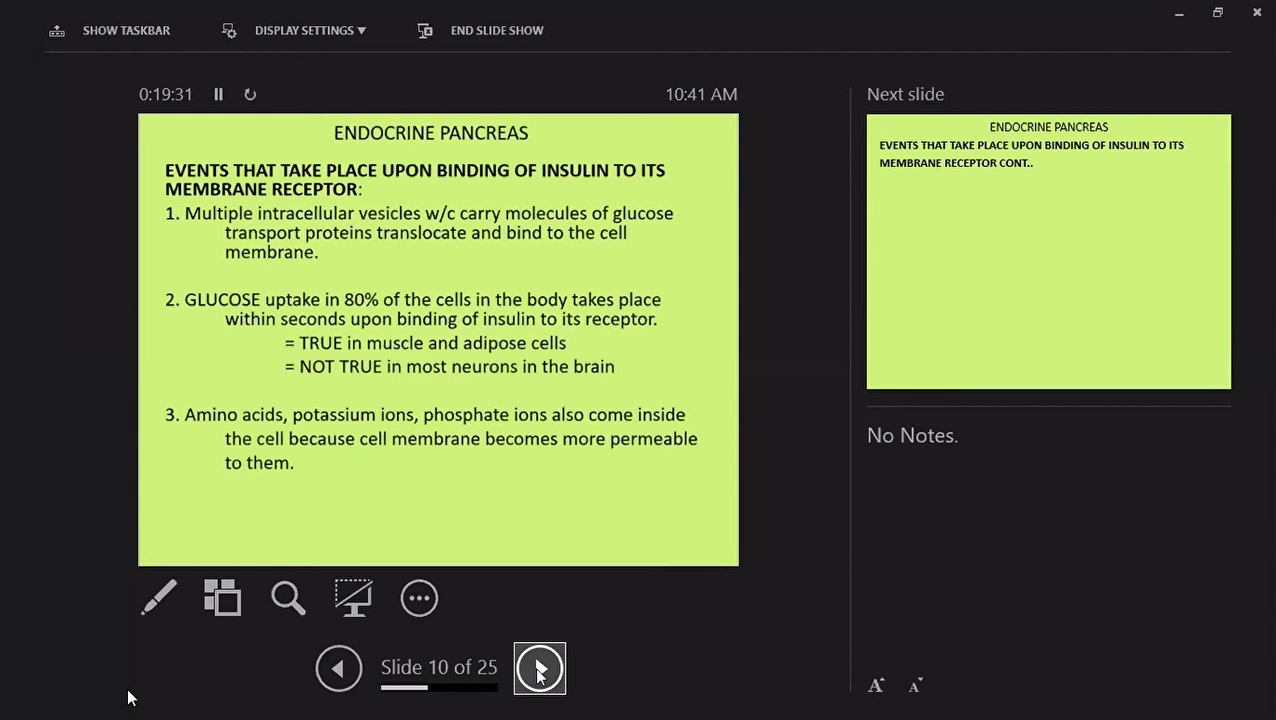 SHOW TASKBAR
DISPLAY SETTINGS
END SLIDE SHOW
0:19:31
10:41 AM
ENDOCRINE PANCREAS
EVENTS THAT TAKE PLACE UPON BINDING OF INSULIN TO ITS
MEMBRANE RECEPTOR:
1. Multiple intracellular vesicles w/c carry molecules of glucose
transport proteins translocate and bind to the cell
membrane.
2. GLUCOSE uptake in 80% of the cells in the body takes place
within seconds upon binding of insulin to its receptor.
= TRUE in muscle and adipose cells
= NOT TRUE in most neurons in the brain
3. Amino acids, potassium ions, phosphate ions also come inside
the cell because cell membrane becomes more permeable
to them.
Slide 10 of 25
Next slide
ENDOCRINE PANCREAS
EVENTS THAT TAKE PLACE UPON BINDING OF INSULIN TO ITS
MEMBRANE RECEPTOR CONT..
No Notes.
A A